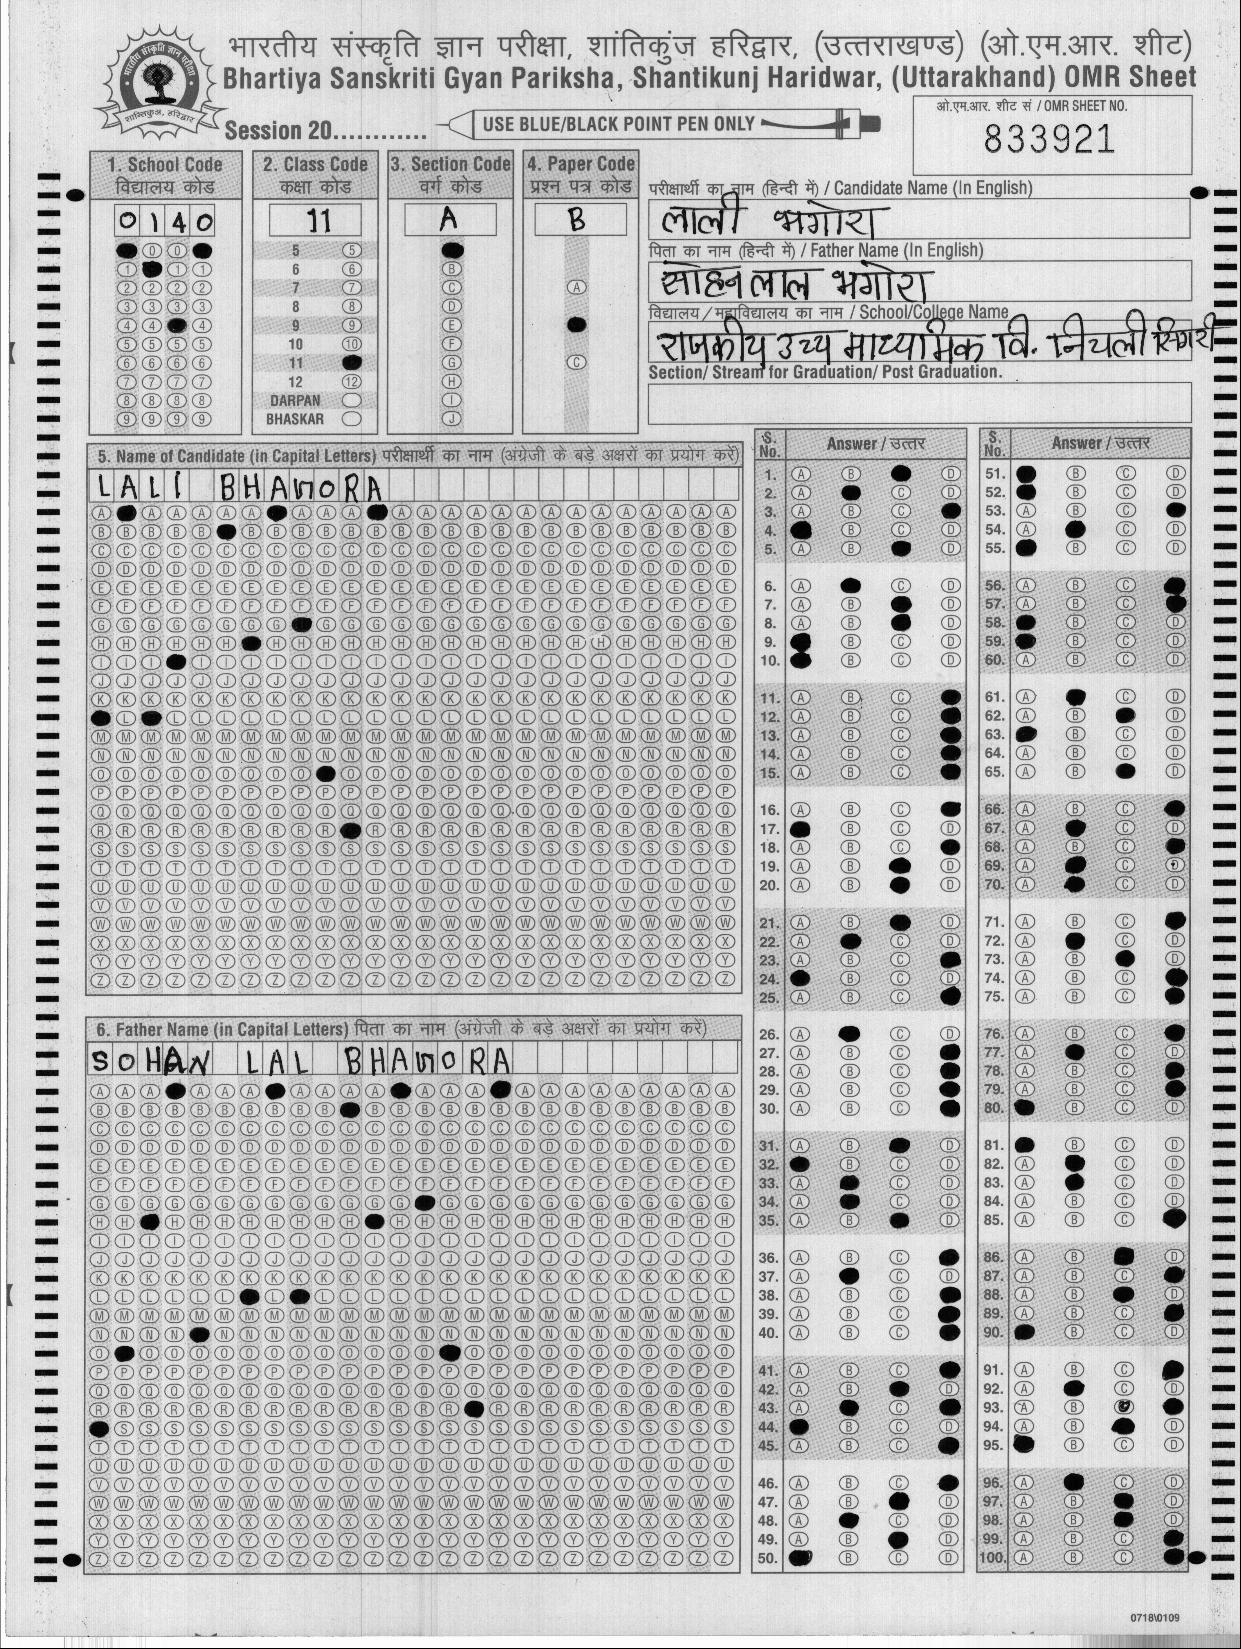 भारतीय संस्कृति ज्ञान परीक्षा, शांतिकुंज हरिद्वार, (उत्तराखण्ड) (ओ.एम.आर. शीट)
Bhartiya Sanskriti Gyan Pariksha, Shantikunj Haridwar, (Uttarakhand) OMR Sheet
Session 20............
USE BLUE/BLACK POINT PEN ONLY
ओ.एम.आर. शीट सं / OMR SHEET NO.
833921
1. School Code
विद्यालय कोड
0140
2. Class Code
कक्षा कोड
11
5
6
7
8
9
10
11
12
DARPAN
BHASKAR
3. Section Code
वर्ग कोड
A
4. Paper Code
प्रश्न पत्र कोड
B
परीक्षार्थी का नाम (हिन्दी में) / Candidate Name (In English)
लाली भगोरा
पिता का नाम (हिन्दी में) / Father Name (In English)
सोहन लाल भगोरा
विद्यालय/महाविद्यालय का नाम / School/College Name
राजकीय उच्च माध्यमिक वि. निचली सिगरी
Section/ Stream for Graduation/ Post Graduation.
5. Name of Candidate (in Capital Letters) परीक्षार्थी का नाम (अंग्रेजी के बड़े अक्षरों का प्रयोग करें)
LALI BHAGORA
6. Father Name (in Capital Letters) पिता का नाम (अंग्रेजी के बड़े अक्षरों का प्रयोग करें)
SOHAN LAL BHAGORA
S. No. Answer / उत्तर
S. No. Answer / उत्तर
0718\0109